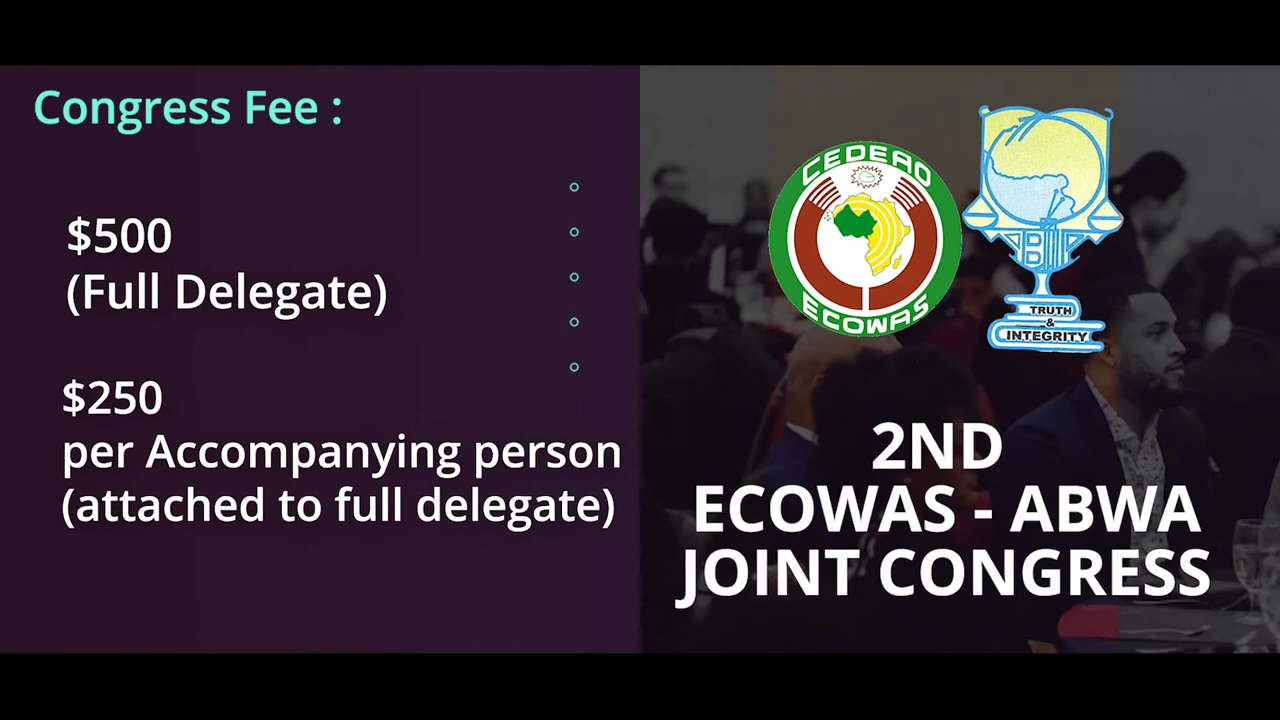 Congress Fee :
$500
(Full Delegate)
$250
per Accompanying person
(attached to full delegate)
CEDEAO
ECOWAS
AB
TRUTH
&
INTEGRITY
2ND
ECOWAS - ABWA
JOINT CONGRESS